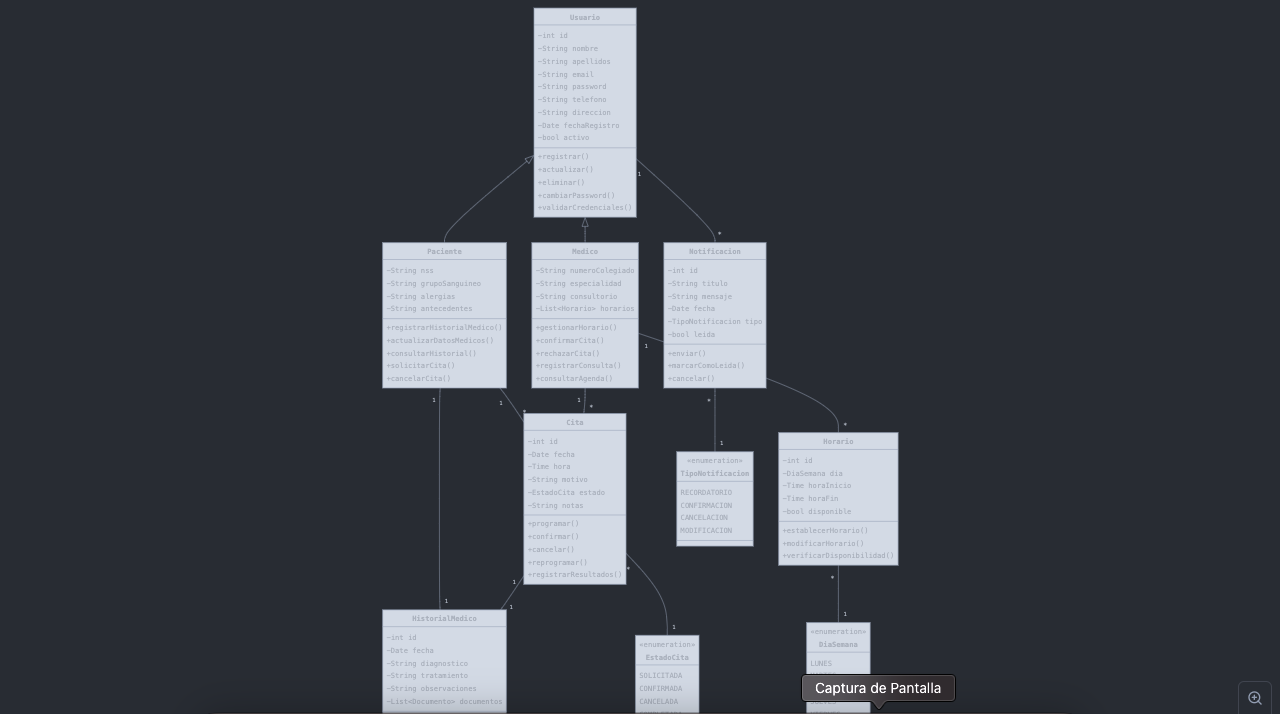 Usuario
-int id
-String nombre
-String apellidos
-String email
-String password
-String telefono
-String direccion
-Date fechaRegistro
-bool activo
+registrar()
+actualizar()
+eliminar()
+cambiarPassword()
+validarCredenciales()
1
*
Paciente
-String nss
-String grupoSanguineo
-String alergias
-String antecedentes
+registrarHistorialMedico()
+actualizarDatosMedicos()
+consultarHistorial()
+solicitarCita()
+cancelarCita()
Medico
-String numeroColegiado
-String especialidad
-String consultorio
-List<Horario> horarios
+gestionarHorario()
+confirmarCita()
+rechazarCita()
+registrarConsulta()
+consultarAgenda()
Notificacion
-int id
-String titulo
-String mensaje
-Date fecha
-TipoNotificacion tipo
-bool leida
+enviar()
+marcarComoLeida()
+cancelar()
1
1
1
1
*
*
*
*
1
Cita
-int id
-Date fecha
-Time hora
-String motivo
-EstadoCita estado
-String notas
+programar()
+confirmar()
+cancelar()
+reprogramar()
+registrarResultados()
«enumeration»
TipoNotificacion
RECORDATORIO
CONFIRMACION
CANCELACION
MODIFICACION
Horario
-int id
-DiaSemana dia
-Time horaInicio
-Time horaFin
-bool disponible
+establecerHorario()
+modificarHorario()
+verificarDisponibilidad()
*
*
1
1
1
1
1
HistorialMedico
-int id
-Date fecha
-String diagnostico
-String tratamiento
-String observaciones
-List<Documento> documentos
«enumeration»
EstadoCita
SOLICITADA
CONFIRMADA
CANCELADA
«enumeration»
DiaSemana
LUNES
Captura de Pantalla